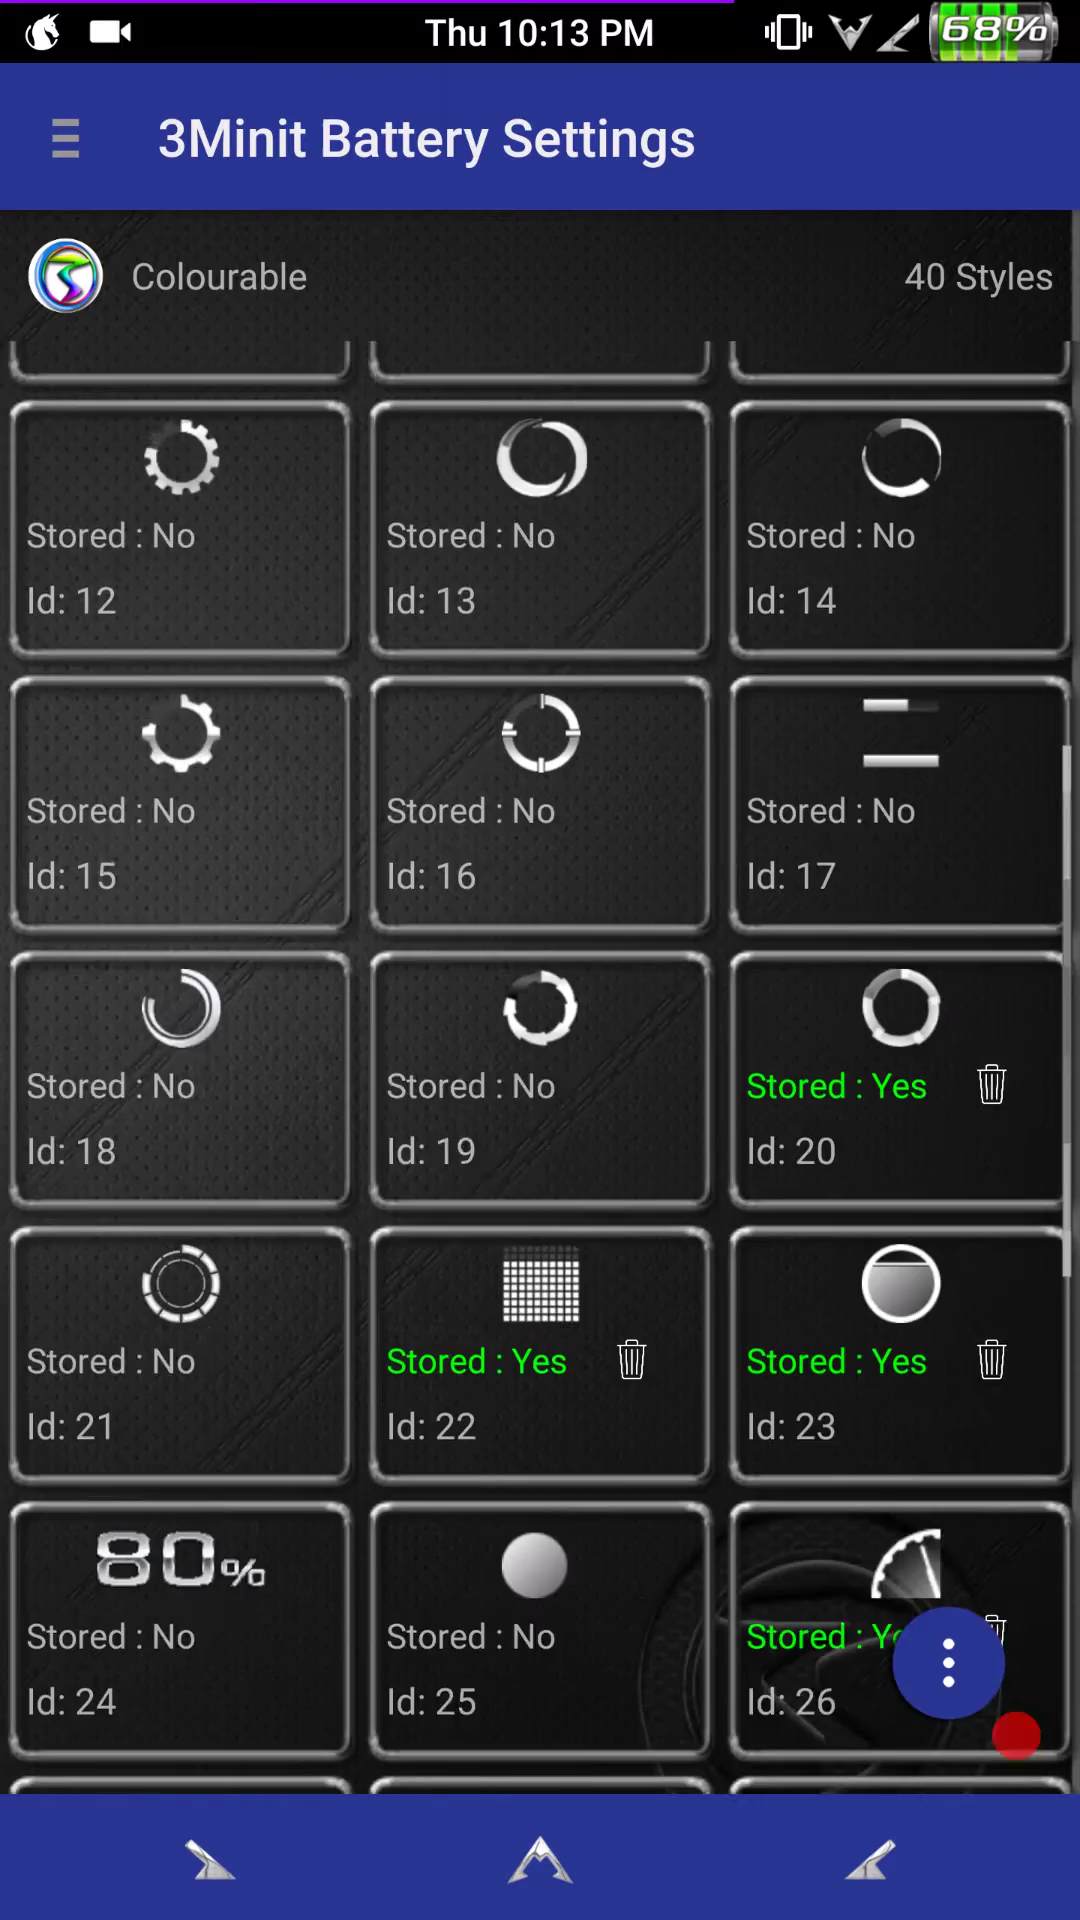 Thu 10:13 PM
68%
3Minit Battery Settings
Colourable
40 Styles
Stored : No
Id: 12
Stored : No
Id: 13
Stored : No
Id: 14
Stored : No
Id: 15
Stored : No
Id: 16
Stored : No
Id: 17
Stored : No
Id: 18
Stored : No
Id: 19
Stored : Yes
Id: 20
Stored : No
Id: 21
Stored : Yes
Id: 22
Stored : Yes
Id: 23
80%
Stored : No
Id: 24
Stored : No
Id: 25
Stored : Ye
Id: 26